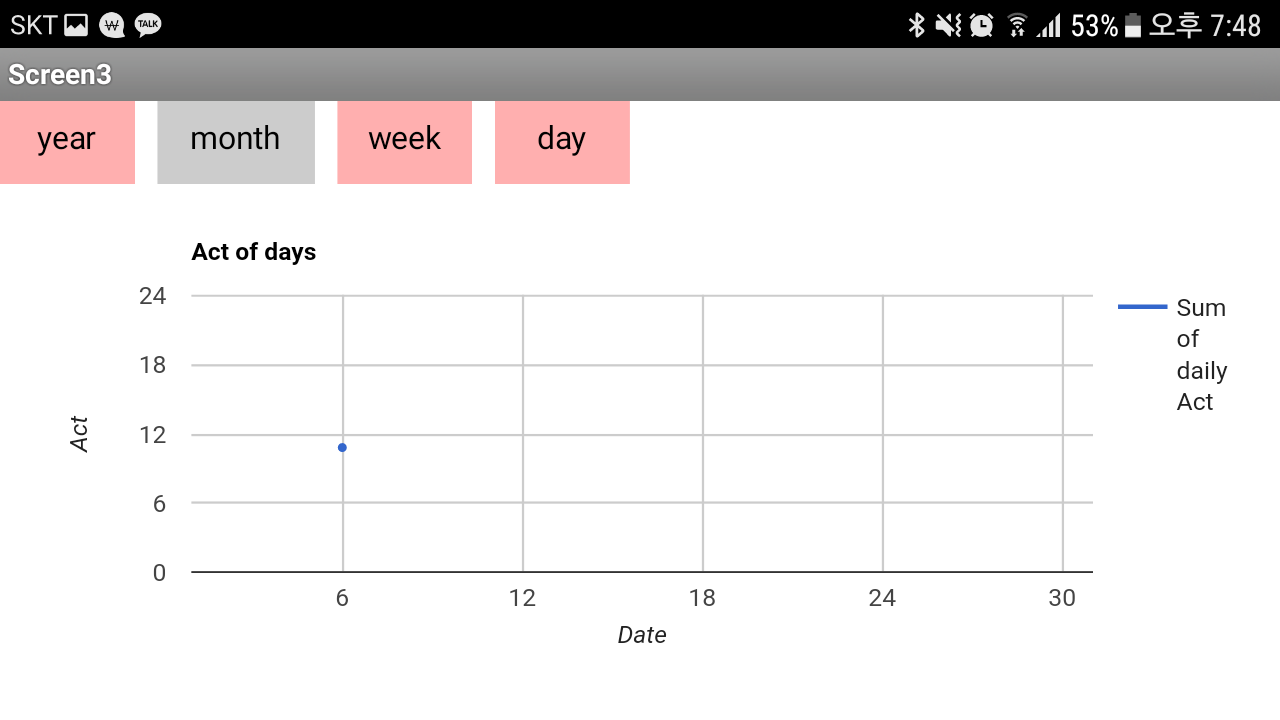 SKT TALK 53% 오후 7:48
Screen3
year month week day
Act of days
24
18
12
6
0
Act
6 12 18 24 30
Date
Sum
of
daily
Act